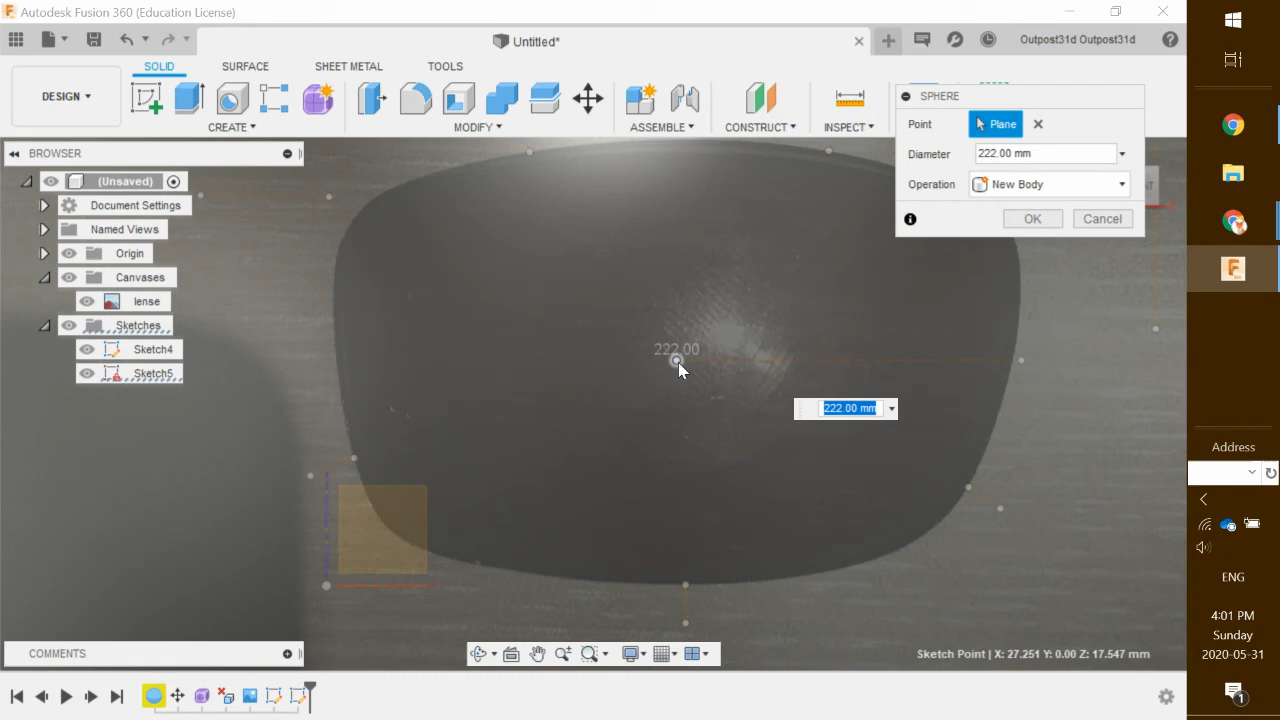 Autodesk Fusion 360 (Education License)
Untitled*
Outpost31d Outpost31d
DESIGN
SOLID
SURFACE
SHEET METAL
TOOLS
CREATE
MODIFY
ASSEMBLE
CONSTRUCT
INSPECT
SPHERE
Point
Plane
Diameter
222.00 mm
Operation
New Body
OK
Cancel
BROWSER
(Unsaved)
Document Settings
Named Views
Origin
Canvases
lense
Sketches
Sketch4
Sketch5
222.00
222.00 mm
COMMENTS
Sketch Point | X: 27.251 Y: 0.00 Z: 17.547 mm
Address
ENG
4:01 PM
Sunday
2020-05-31
1